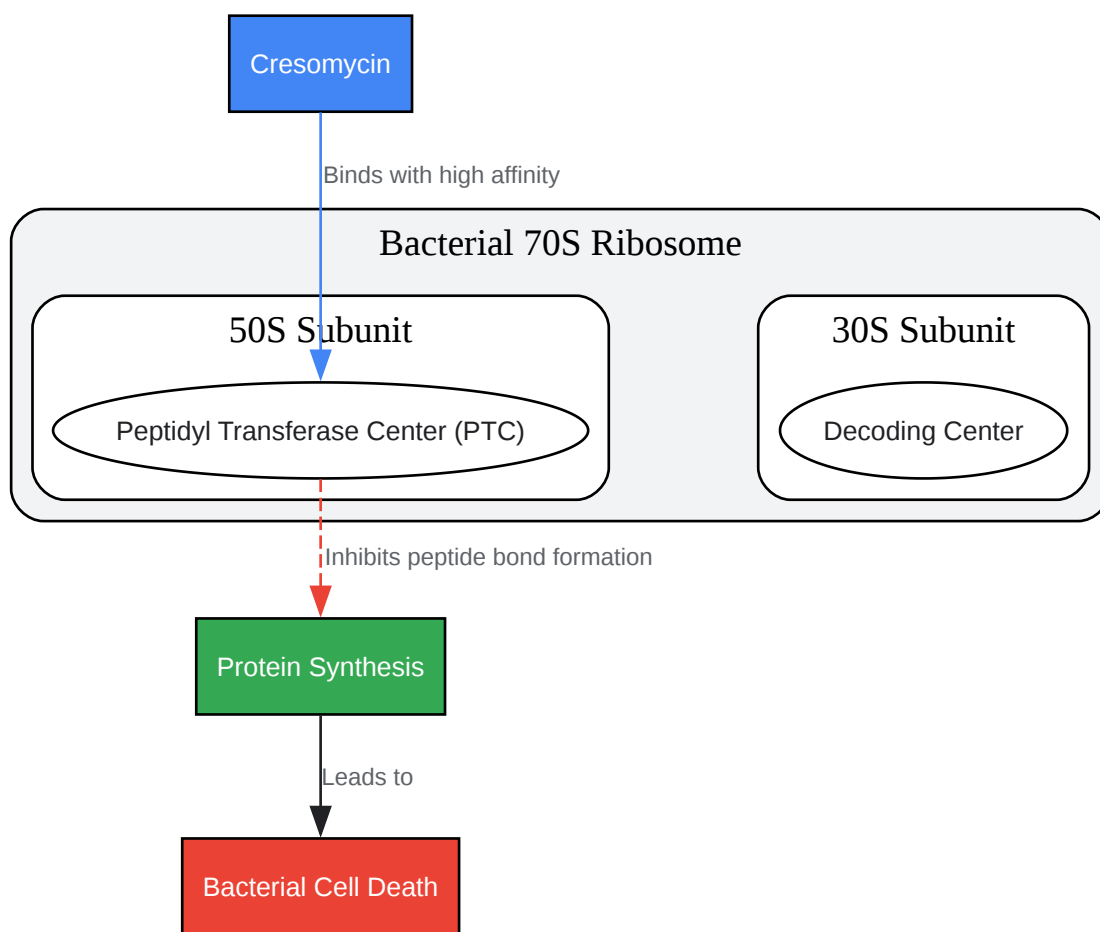 Cresomycin
Binds with high affinity
Bacterial 70S Ribosome
50S Subunit
30S Subunit
Peptidyl Transferase Center (PTC)
Decoding Center
Inhibits peptide bond formation
Protein Synthesis
Leads to
Bacterial Cell Death